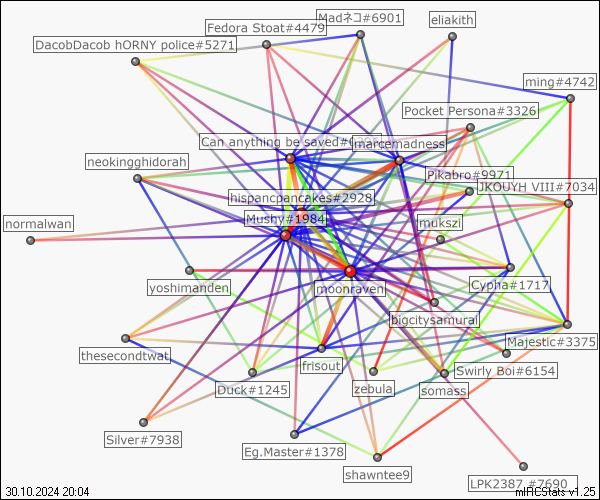 Madネコ#6901
eliakith
Fedora Stoat#4479
DacobDacob hORNY police#5271
ming#4742
Pocket Persona#3326
Can anything be saved#
marcemadness
neokingghidorah
Pikabro#9971
JKOUYH VIII#7034
hispancpancakes#2928
Mushy#1984
normalwan
mukszi
yoshimanden
moonraven
Cypha#1717
bigcitysamurai
Majestic#3375
thesecondtwat
frisout
Swirly_Boi#6154
Duck#1245
zebula
somass
Silver#7938
Eg.Master#1378
shawntee9
LPK2387_#7690
30.10.2024 20:04
mIRCStats v1.25